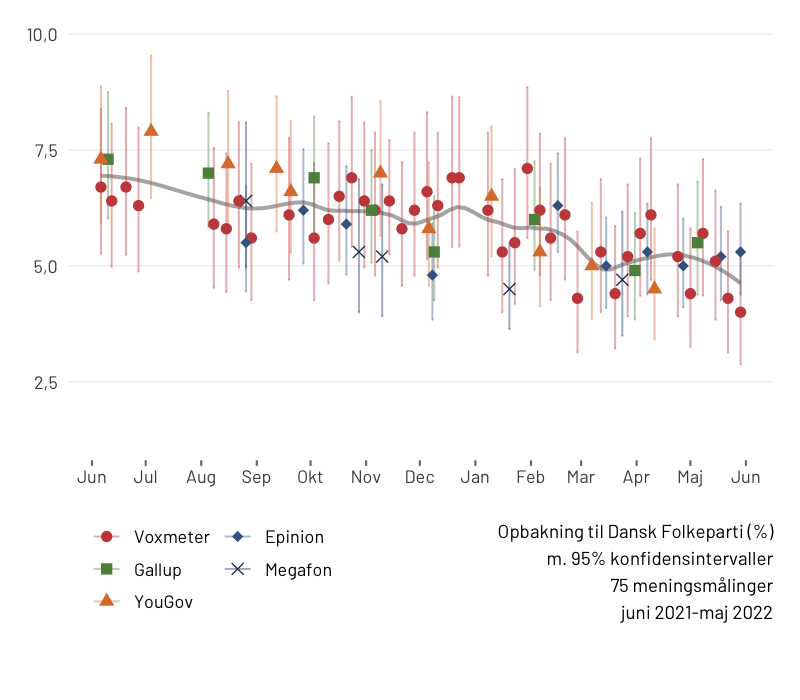 10,0
7,5
5,0
2,5
Jun Jul Aug Sep Okt Nov Dec Jan Feb Mar Apr Maj Jun
Voxmeter Epinion
Gallup Megafon
YouGov
Opbakning til Dansk Folkeparti (%)
m. 95% konfidensintervaller
75 meningsmålinger
juni 2021-maj 2022